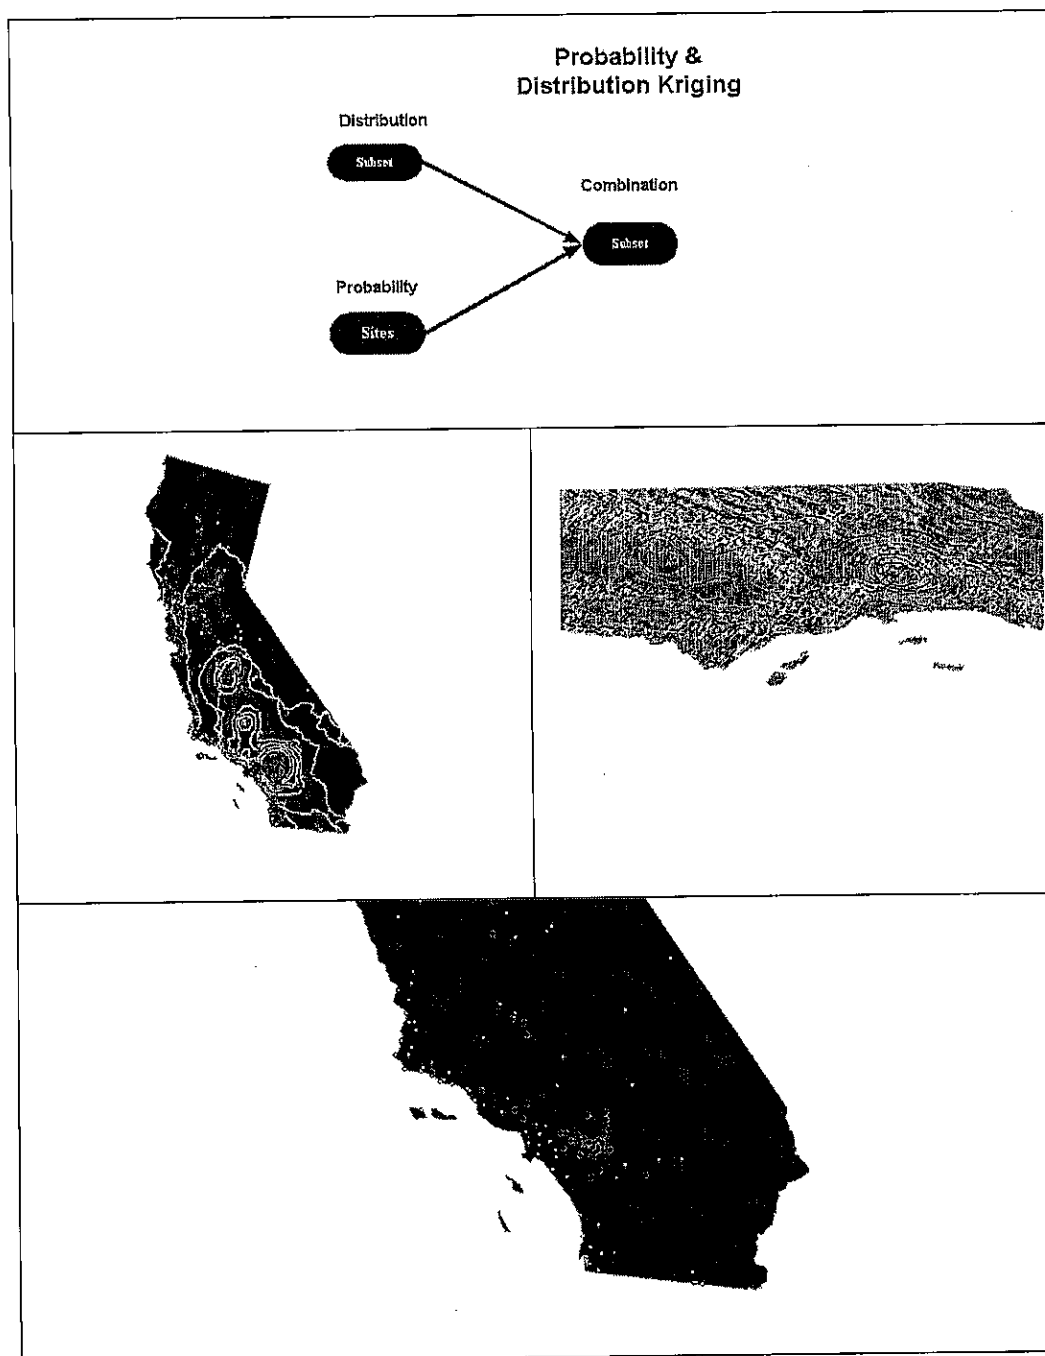 Probability &
Distribution Kriging
Distribution
Subset
Combination
Subset
Probability
Sites